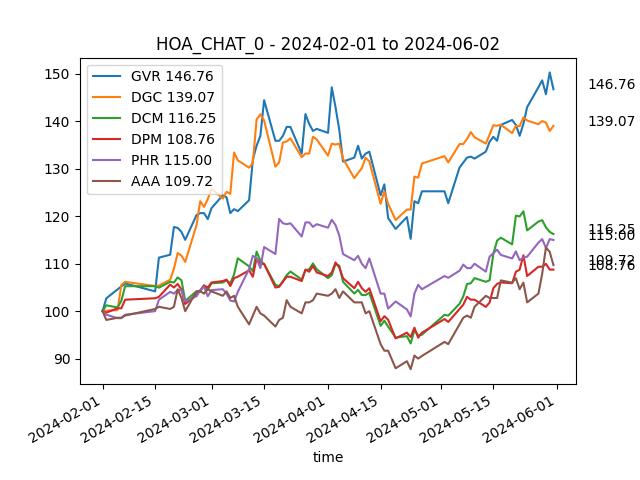 HOA_CHAT_0 - 2024-02-01 to 2024-06-02
150
140
130
120
110
100
90
GVR 146.76
DGC 139.07
DCM 116.25
DPM 108.76
PHR 115.00
AAA 109.72
146.76
139.07
116.25
115.00
109.72
108.76
2024-02-01
2024-02-15
2024-03-01
2024-03-15
2024-04-01
2024-04-15
2024-05-01
2024-05-15
2024-06-01
time